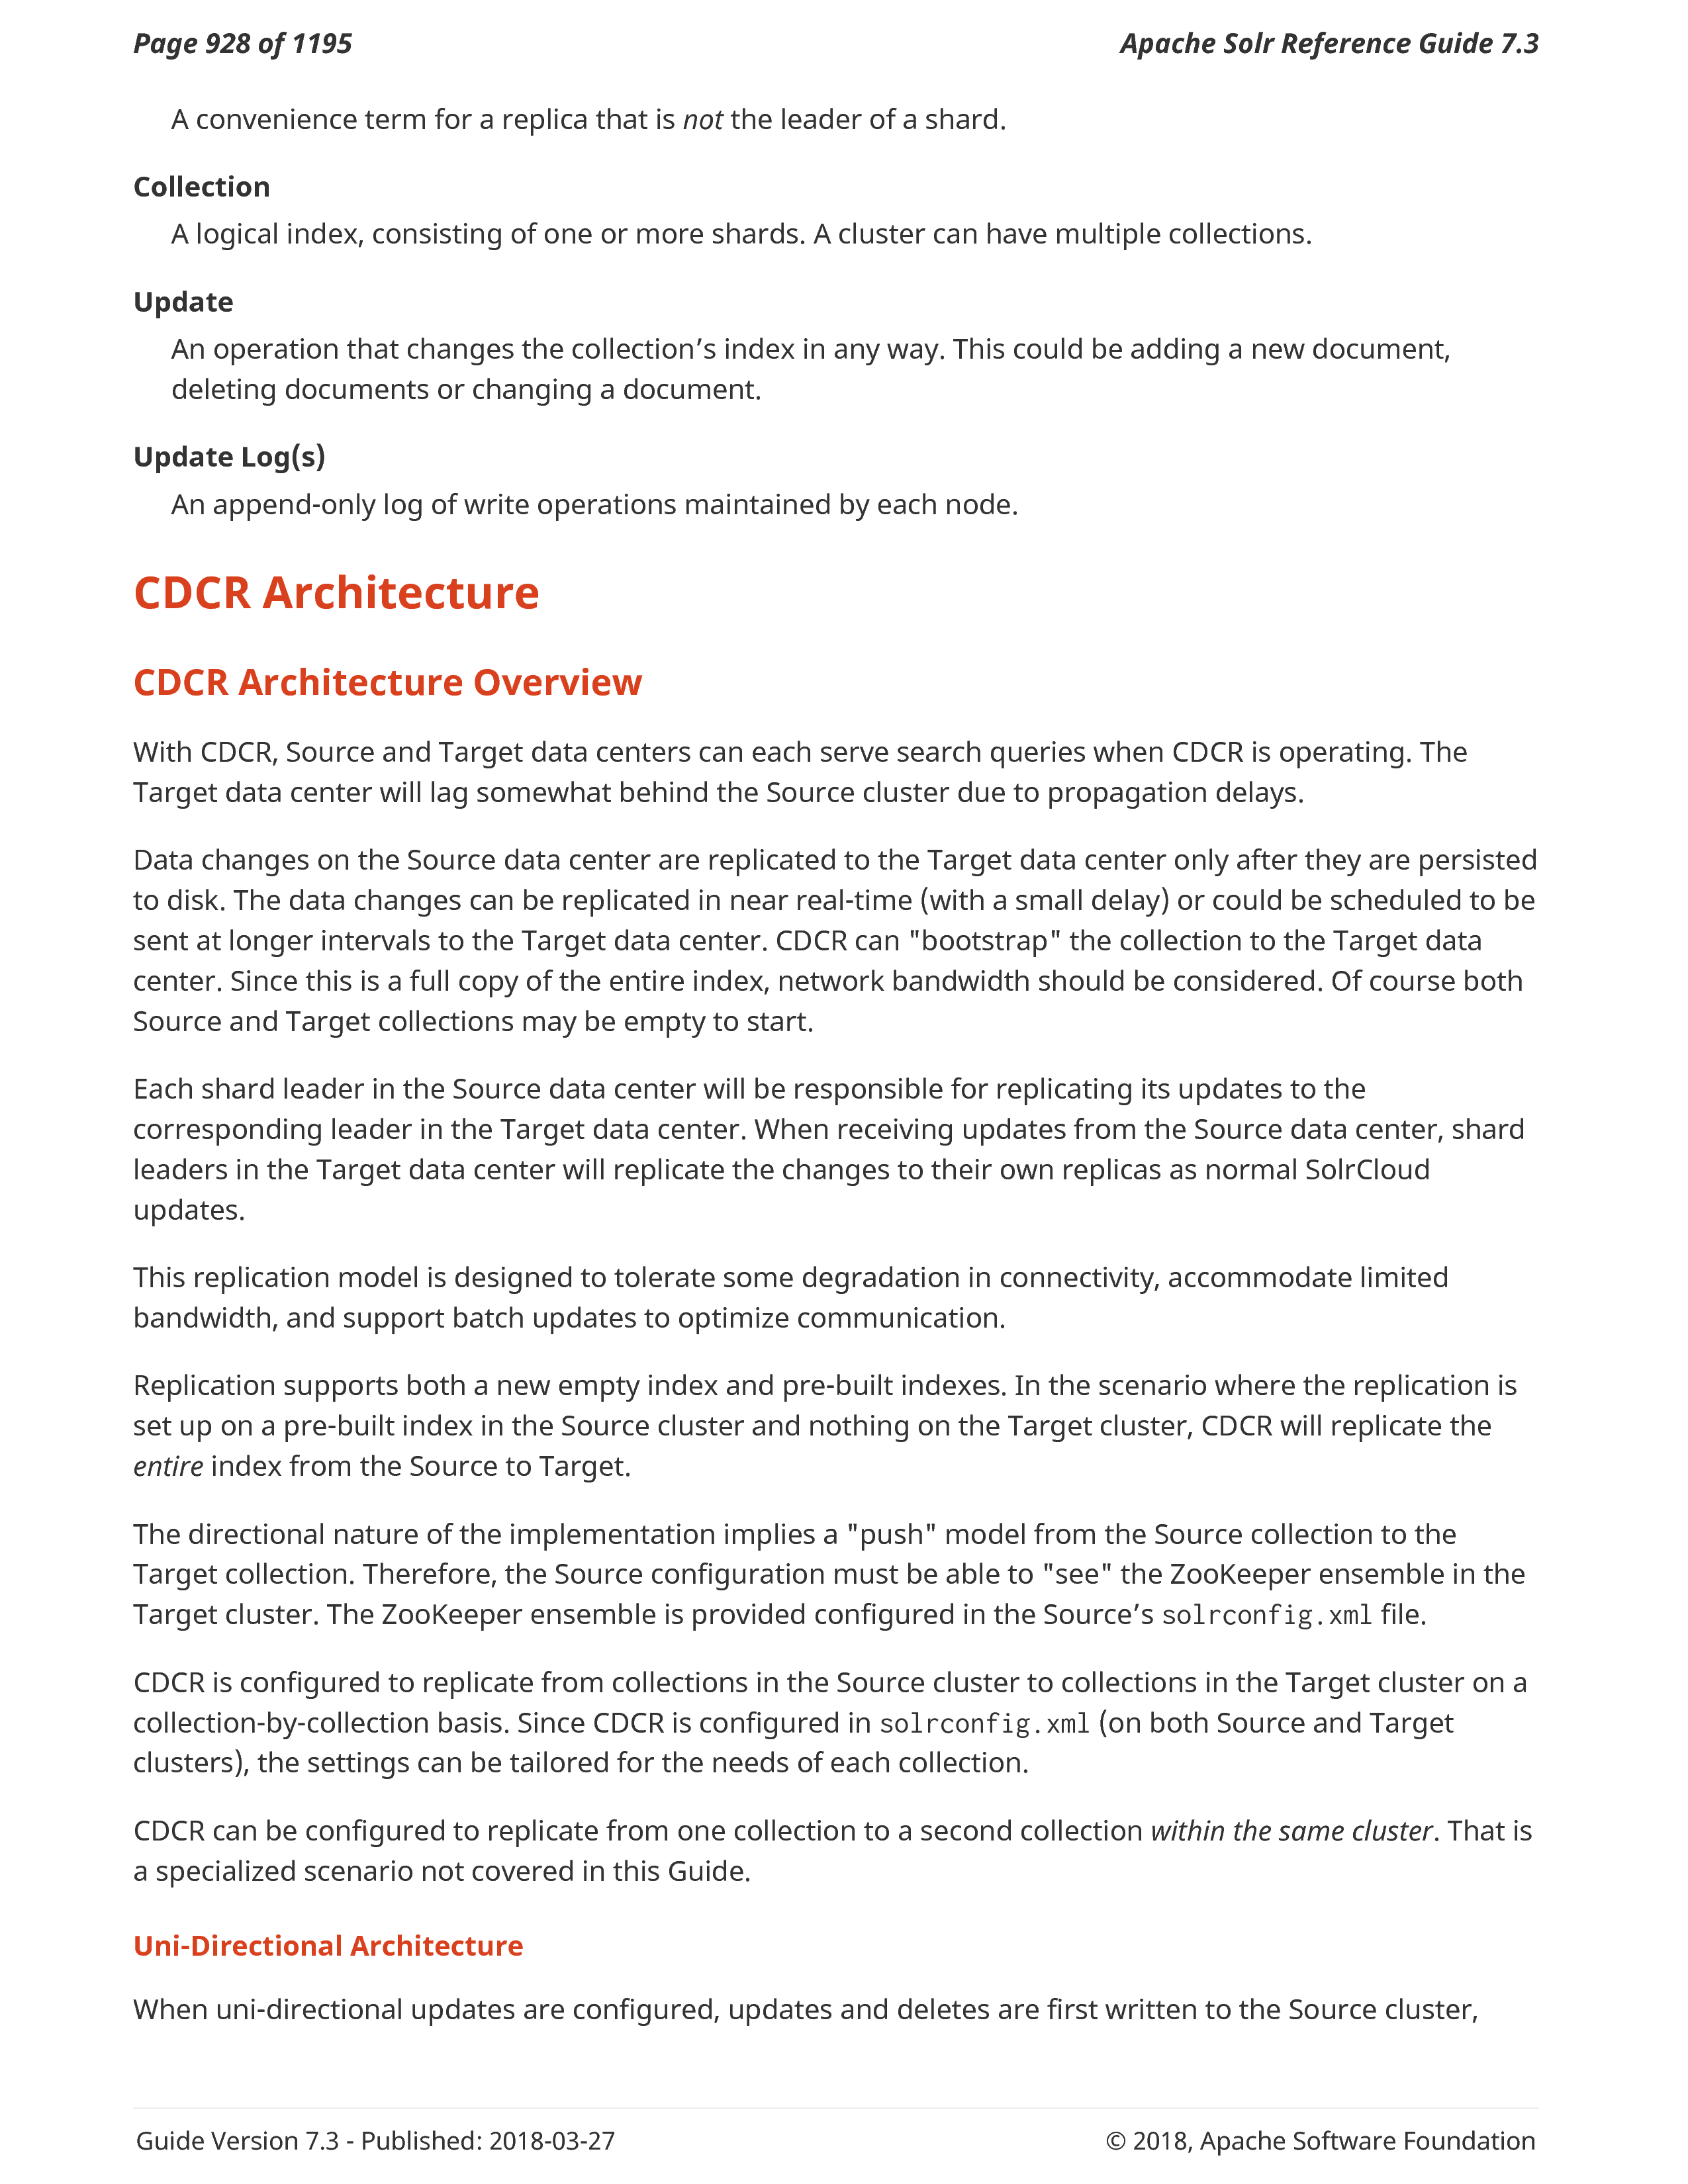 Page 928 of 1195
Apache Solr Reference Guide 7.3
A convenience term for a replica that is not the leader of a shard.
Collection
A logical index, consisting of one or more shards. A cluster can have multiple collections.
Update
An operation that changes the collection’s index in any way. This could be adding a new document,
deleting documents or changing a document.
Update Log(s)
An append-only log of write operations maintained by each node.
CDCR Architecture
CDCR Architecture Overview
With CDCR, Source and Target data centers can each serve search queries when CDCR is operating. The
Target data center will lag somewhat behind the Source cluster due to propagation delays.
Data changes on the Source data center are replicated to the Target data center only after they are persisted
to disk. The data changes can be replicated in near real-time (with a small delay) or could be scheduled to be
sent at longer intervals to the Target data center. CDCR can "bootstrap" the collection to the Target data
center. Since this is a full copy of the entire index, network bandwidth should be considered. Of course both
Source and Target collections may be empty to start.
Each shard leader in the Source data center will be responsible for replicating its updates to the
corresponding leader in the Target data center. When receiving updates from the Source data center, shard
leaders in the Target data center will replicate the changes to their own replicas as normal SolrCloud
updates.
This replication model is designed to tolerate some degradation in connectivity, accommodate limited
bandwidth, and support batch updates to optimize communication.
Replication supports both a new empty index and pre-built indexes. In the scenario where the replication is
set up on a pre-built index in the Source cluster and nothing on the Target cluster, CDCR will replicate the
entire index from the Source to Target.
The directional nature of the implementation implies a "push" model from the Source collection to the
Target collection. Therefore, the Source configuration must be able to "see" the ZooKeeper ensemble in the
Target cluster. The ZooKeeper ensemble is provided configured in the Source’s solrconfig.xml file.
CDCR is configured to replicate from collections in the Source cluster to collections in the Target cluster on a
collection-by-collection basis. Since CDCR is configured in solrconfig.xml (on both Source and Target
clusters), the settings can be tailored for the needs of each collection.
CDCR can be configured to replicate from one collection to a second collection within the same cluster. That is
a specialized scenario not covered in this Guide.
Uni-Directional Architecture
When uni-directional updates are configured, updates and deletes are first written to the Source cluster,
Guide Version 7.3 - Published: 2018-03-27
© 2018, Apache Software Foundation